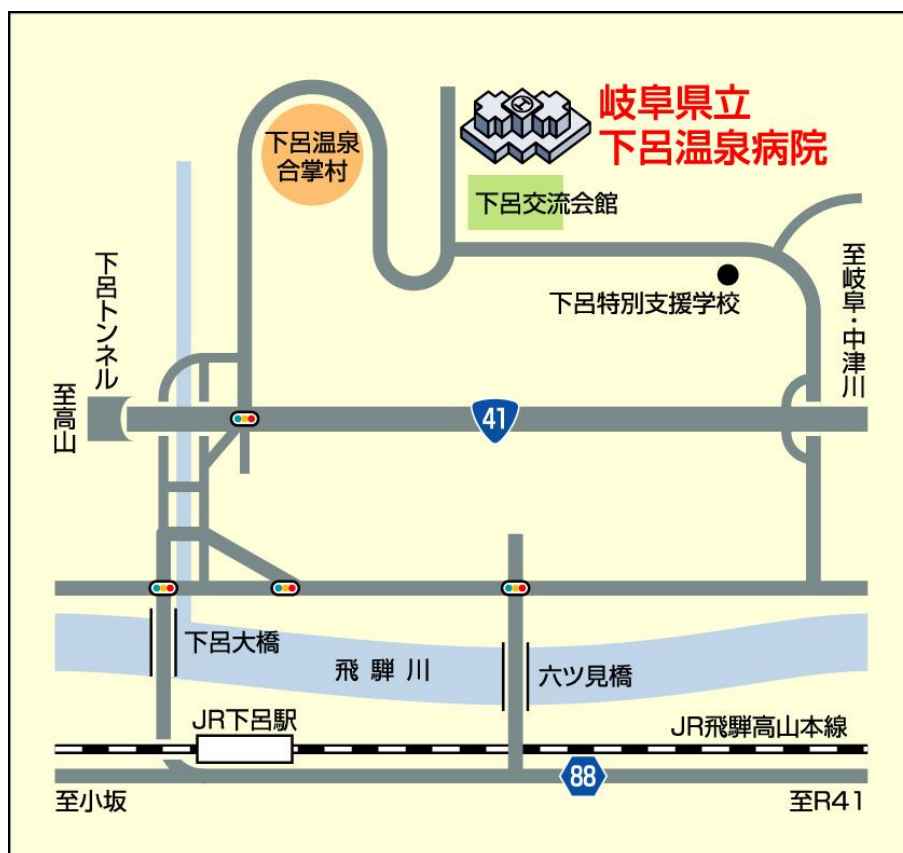 岐阜県立
下呂温泉病院
下呂温泉
合掌村
下呂交流会館
下呂特別支援学校
至岐阜・中津川
下呂トンネル
至高山
41
下呂大橋
飛騨川
六ツ見橋
JR下呂駅
JR飛騨高山本線
88
至小坂
至R41